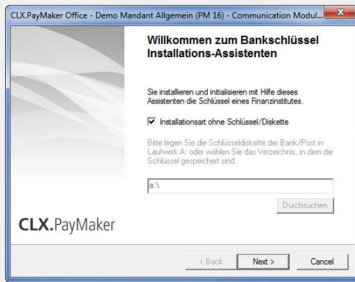 CLX.PayMaker Office - Demo Mandant Allgemein (PM 16) - Communication Modul...
Willkommen zum Bankschlüssel
Installations-Assistenten
Sie installieren und initialisieren mit Hilfe dieses
Assistenten die Schlüssel eines Finanzinstitutes.
Installationsart ohne Schlüssel/Diskette
Bitte legen Sie die Schlüsseldiskette der Bank/Post in
Laufwerk A: oder wählen Sie das Verzeichnis, in dem die
Schlüssel gespeichert sind.
a:\
Durchsuchen
CLX.PayMaker
< Back
Next >
Cancel